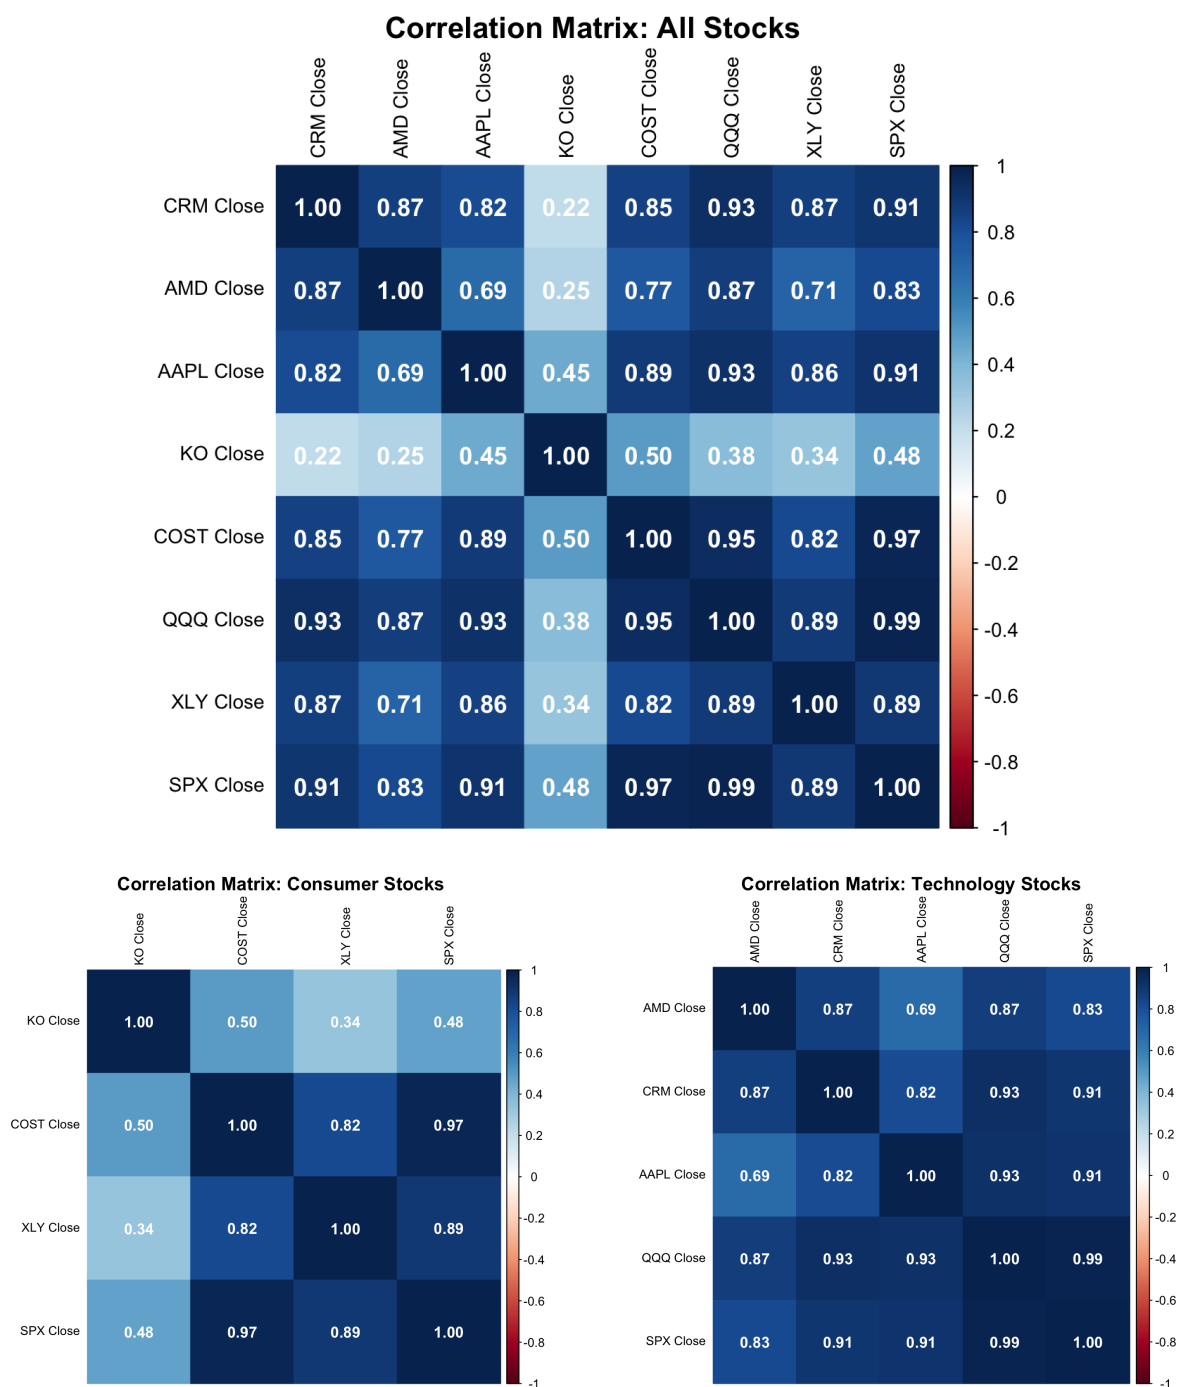 Correlation Matrix: All Stocks
CRM Close AMD Close AAPL Close KO Close COST Close QQQ Close XLY Close SPX Close
CRM Close 1.00 0.87 0.82 0.22 0.85 0.93 0.87 0.91
AMD Close 0.87 1.00 0.69 0.25 0.77 0.87 0.71 0.83
AAPL Close 0.82 0.69 1.00 0.45 0.89 0.93 0.86 0.91
KO Close 0.22 0.25 0.45 1.00 0.50 0.38 0.34 0.48
COST Close 0.85 0.77 0.89 0.50 1.00 0.95 0.82 0.97
QQQ Close 0.93 0.87 0.93 0.38 0.95 1.00 0.89 0.99
XLY Close 0.87 0.71 0.86 0.34 0.82 0.89 1.00 0.89
SPX Close 0.91 0.83 0.91 0.48 0.97 0.99 0.89 1.00
1
0.8
0.6
0.4
0.2
0
-0.2
-0.4
-0.6
-0.8
-1
Correlation Matrix: Consumer Stocks
KO Close COST Close XLY Close SPX Close
KO Close 1.00 0.50 0.34 0.48
COST Close 0.50 1.00 0.82 0.97
XLY Close 0.34 0.82 1.00 0.89
SPX Close 0.48 0.97 0.89 1.00
1
0.8
0.6
0.4
0.2
0
-0.2
-0.4
-0.6
-0.8
-1
Correlation Matrix: Technology Stocks
AMD Close CRM Close AAPL Close QQQ Close SPX Close
AMD Close 1.00 0.87 0.69 0.87 0.83
CRM Close 0.87 1.00 0.82 0.93 0.91
AAPL Close 0.69 0.82 1.00 0.93 0.91
QQQ Close 0.87 0.93 0.93 1.00 0.99
SPX Close 0.83 0.91 0.91 0.99 1.00
1
0.8
0.6
0.4
0.2
0
-0.2
-0.4
-0.6
-0.8
-1